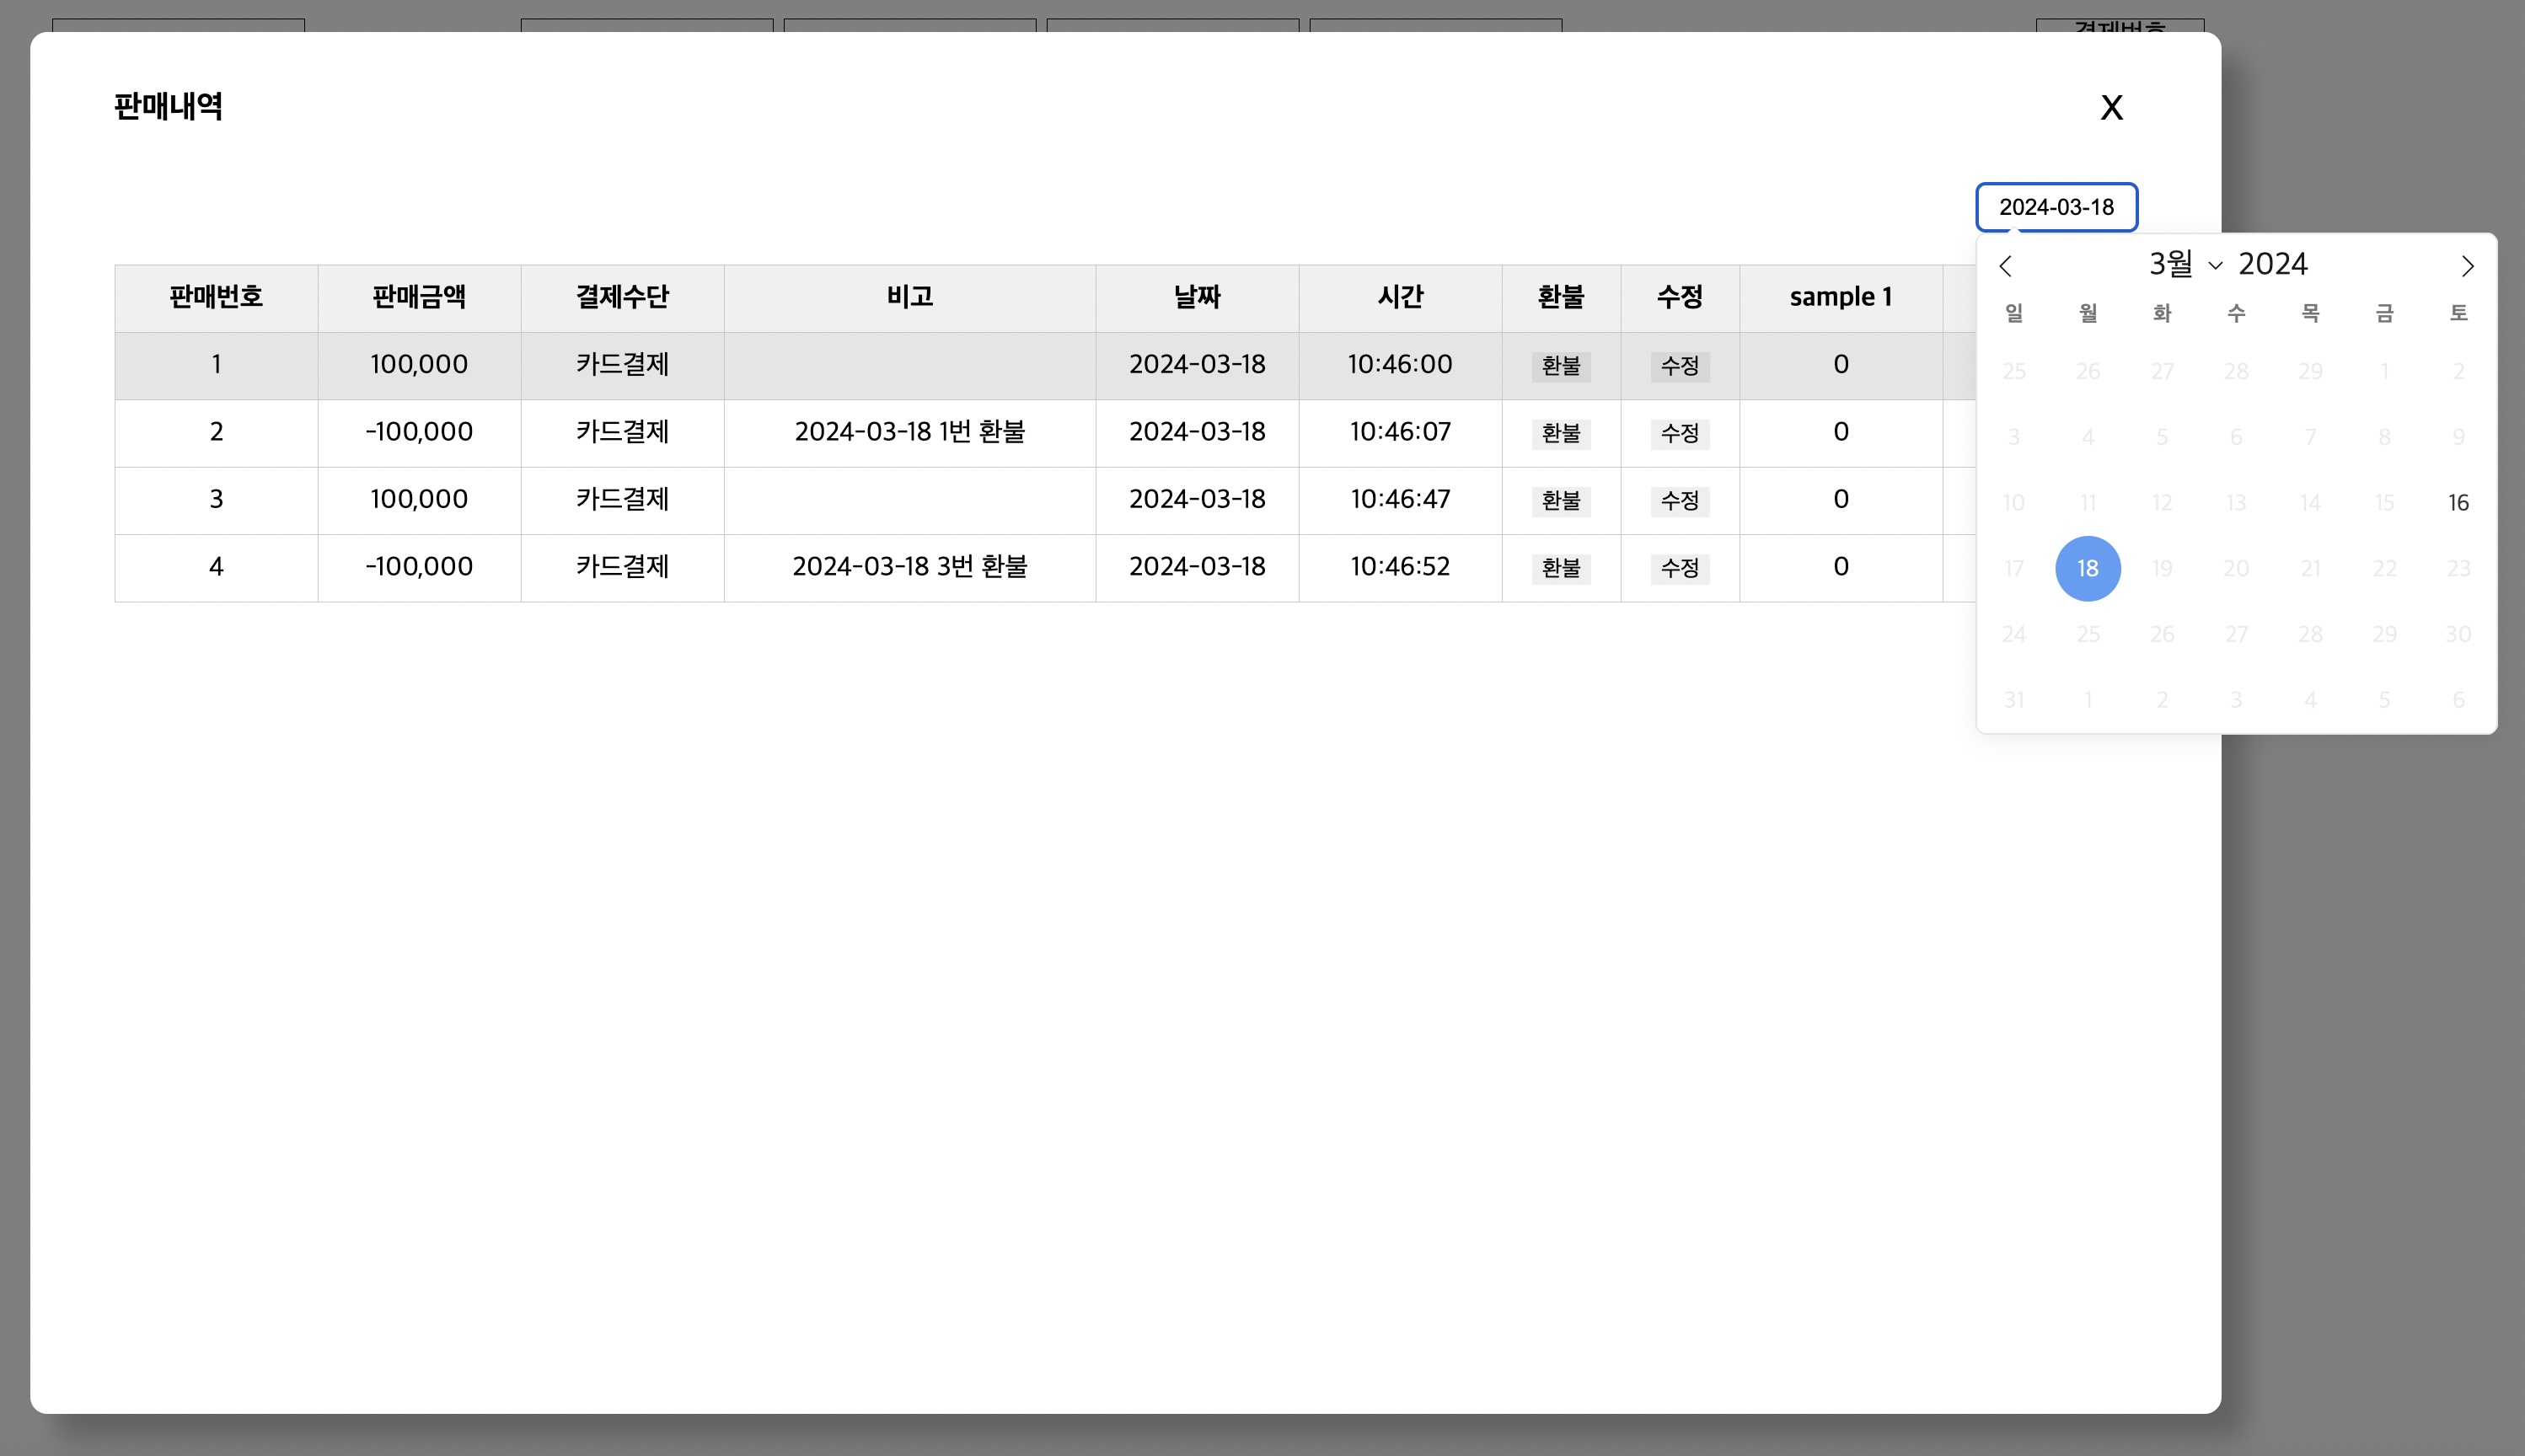 결제번호
판매내역 X
2024-03-18
판매번호 판매금액 결제수단 비고 날짜 시간 환불 수정 sample 1
1 100,000 카드결제 2024-03-18 10:46:00 환불 수정 0
2 -100,000 카드결제 2024-03-18 1번 환불 2024-03-18 10:46:07 환불 수정 0
3 100,000 카드결제 2024-03-18 10:46:47 환불 수정 0
4 -100,000 카드결제 2024-03-18 3번 환불 2024-03-18 10:46:52 환불 수정 0
3월 2024
일 월 화 수 목 금 토
25 26 27 28 29 1 2
3 4 5 6 7 8 9
10 11 12 13 14 15 16
17 18 19 20 21 22 23
24 25 26 27 28 29 30
31 1 2 3 4 5 6